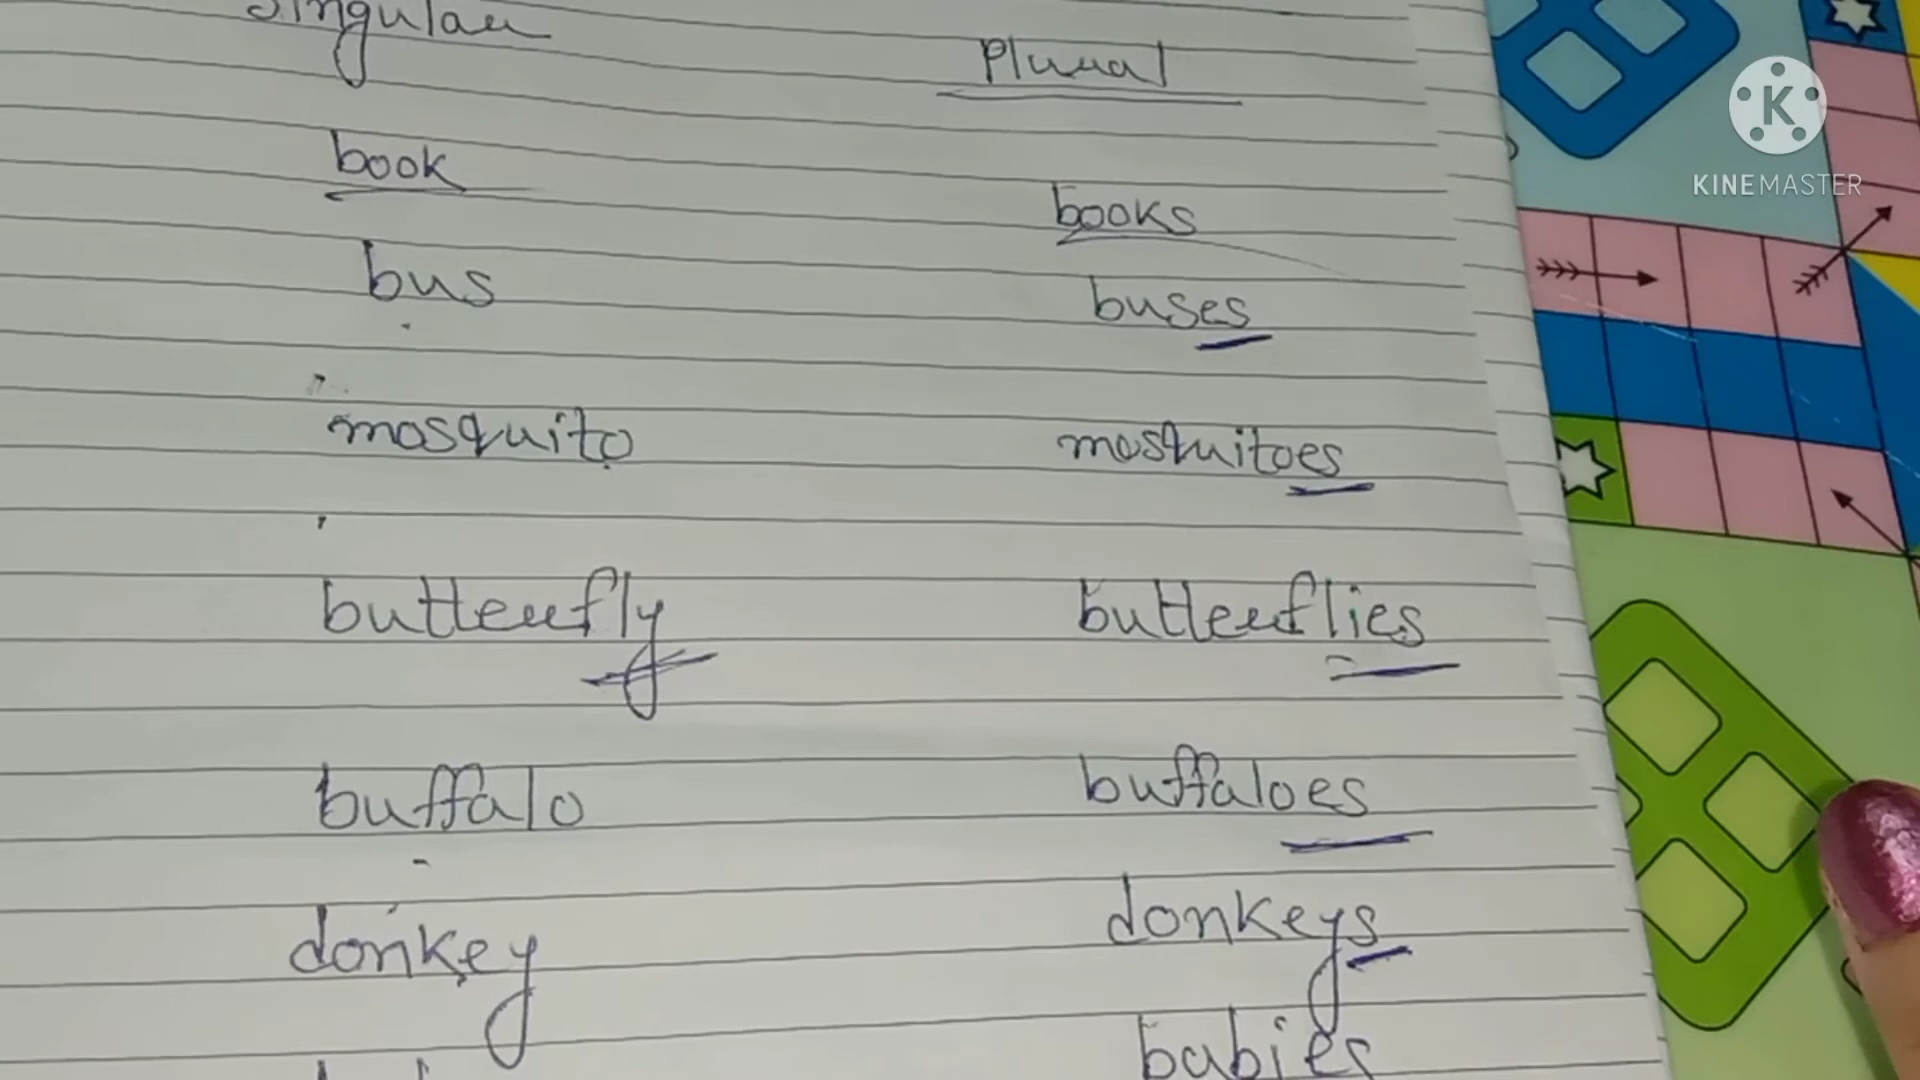 Singular Plural
book books
bus buses
mosquito mosquitoes
butterfly butterflies
buffalo buffaloes
donkey donkeys
babies
K
KINEMASTER